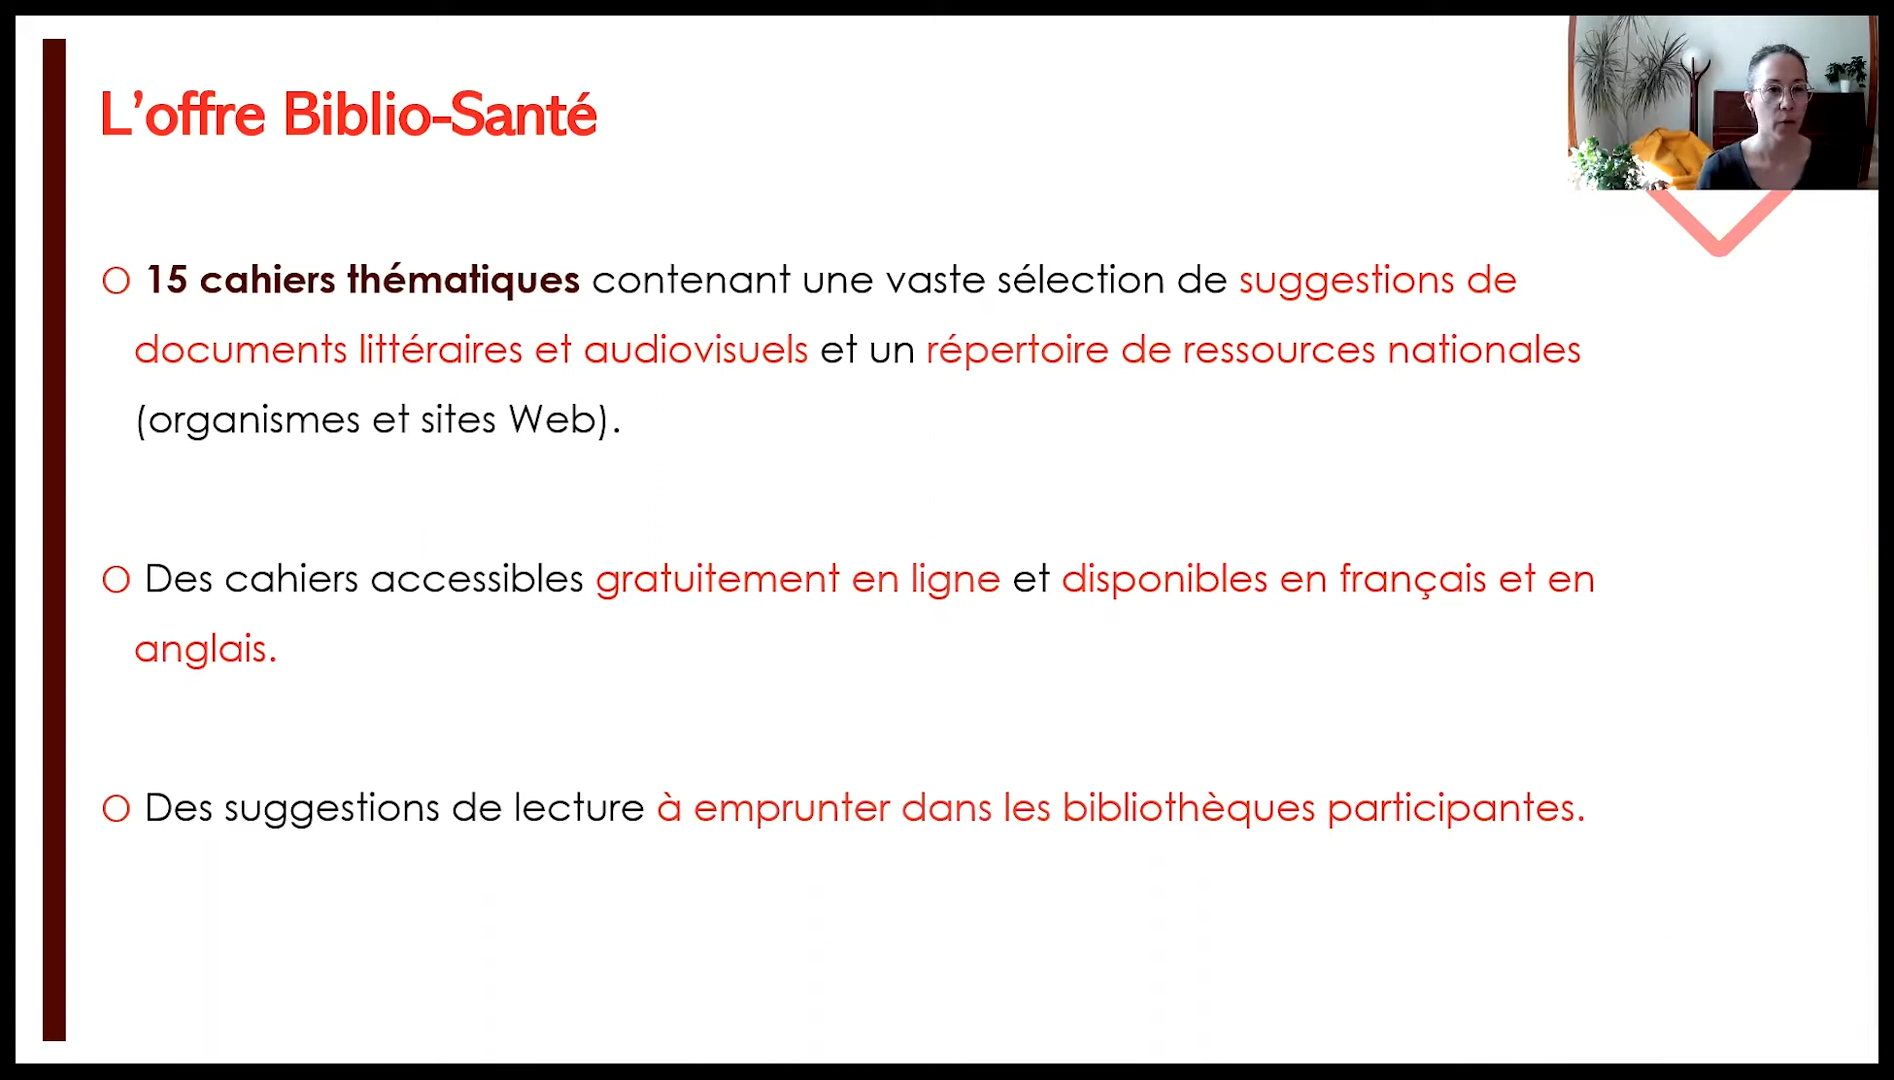 L’offre Biblio-Santé
15 cahiers thématiques contenant une vaste sélection de suggestions de
documents littéraires et audiovisuels et un répertoire de ressources nationales
(organismes et sites Web).
Des cahiers accessibles gratuitement en ligne et disponibles en français et en
anglais.
Des suggestions de lecture à emprunter dans les bibliothèques participantes.